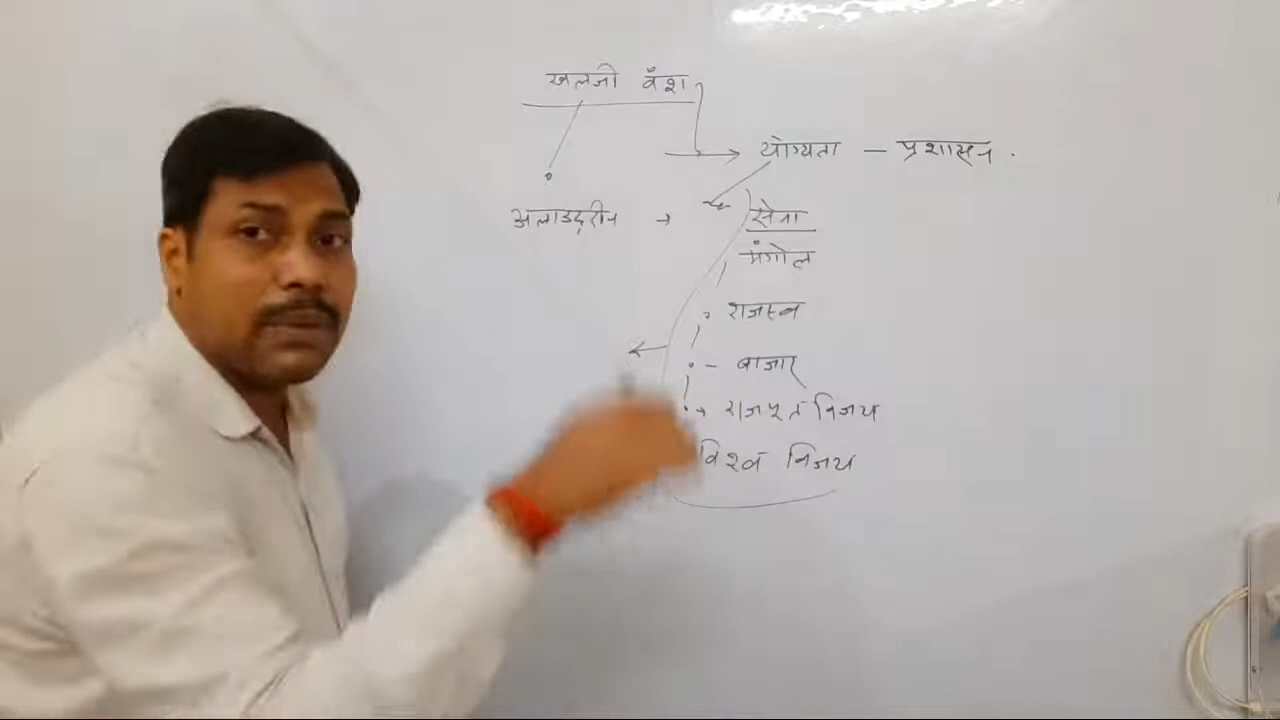 खलजी वंश
योग्यता – प्रशासन.
अलाउद्दीन → सेना
मंगोल
राजस्व
– बाजार
राजपूत विजय
विश्व विजय